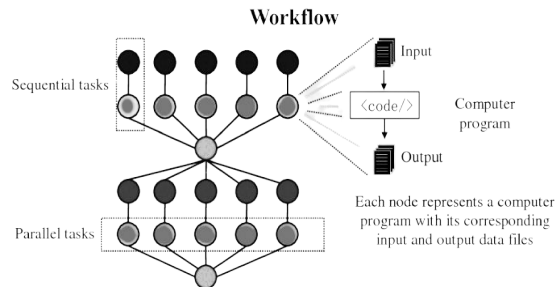 Workflow
Input
Sequential tasks
<code/>
Computer
program
Output
Each node represents a computer
program with its corresponding
input and output data files
Parallel tasks